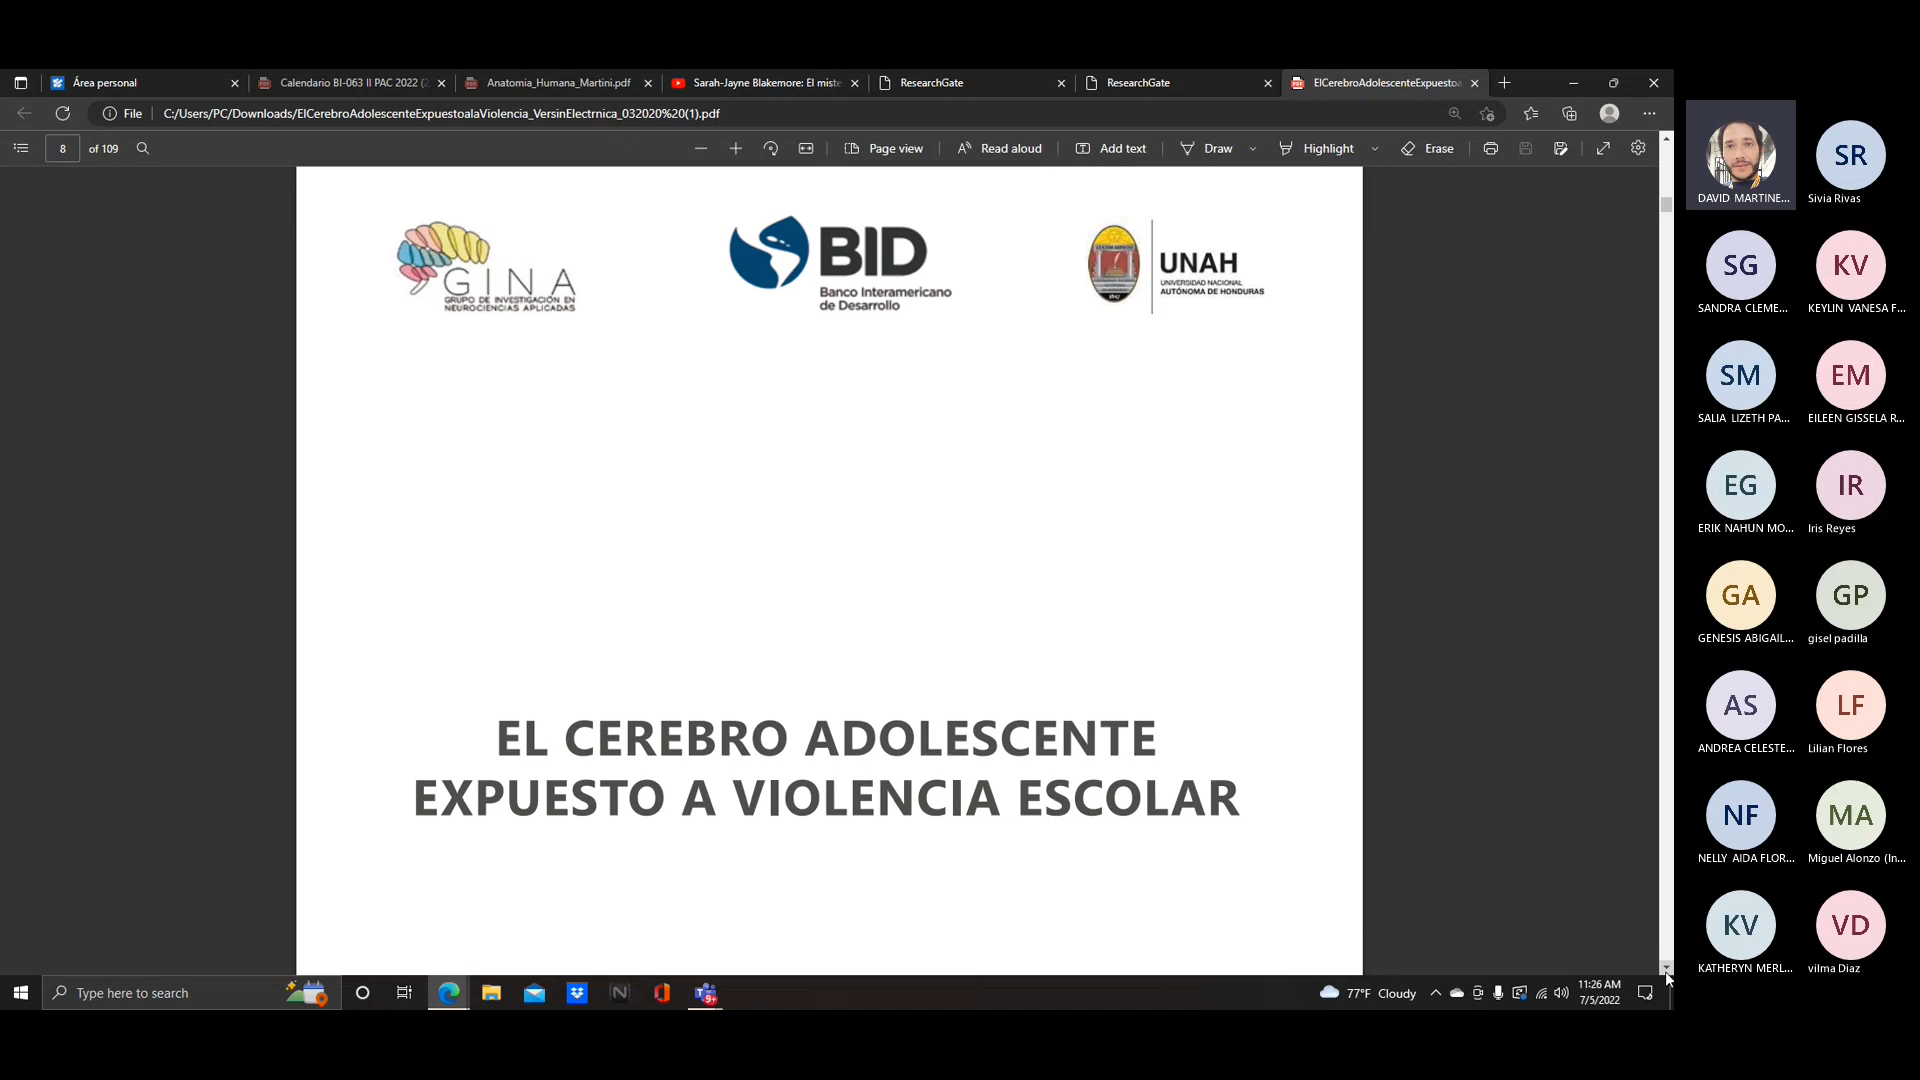 Área personal
Calendario BI-063 II PAC 2022 (2
Anatomia_Humana_Martini.pdf
Sarah-Jayne Blakemore: El miste
ResearchGate
ResearchGate
ElCerebroAdolescenteExpuestoa
File
C:/Users/PC/Downloads/ElCerebroAdolescenteExpuestoalaViolencia_VersinElectrnica_032020%20(1).pdf
8 of 109
Page view
Read aloud
Add text
Draw
Highlight
Erase
GINA
GRUPO DE INVESTIGACIÓN EN
NEUROCIENCIAS APLICADAS
BID
Banco Interamericano
de Desarrollo
UNAH
UNIVERSIDAD NACIONAL
AUTÓNOMA DE HONDURAS
1847
EL CEREBRO ADOLESCENTE
EXPUESTO A VIOLENCIA ESCOLAR
Type here to search
9+
77°F Cloudy
11:26 AM
7/5/2022
DAVID MARTINE...
SR
Sivia Rivas
SG
SANDRA CLEME...
KV
KEYLIN VANESA F...
SM
SALIA LIZETH PA...
EM
EILEEN GISSELA R...
EG
ERIK NAHUN MO...
IR
Iris Reyes
GA
GENESIS ABIGAIL...
GP
gisel padilla
AS
ANDREA CELESTE...
LF
Lilian Flores
NF
NELLY AIDA FLOR...
MA
Miguel Alonzo (In...
KV
KATHERYN MERL...
VD
vilma Diaz